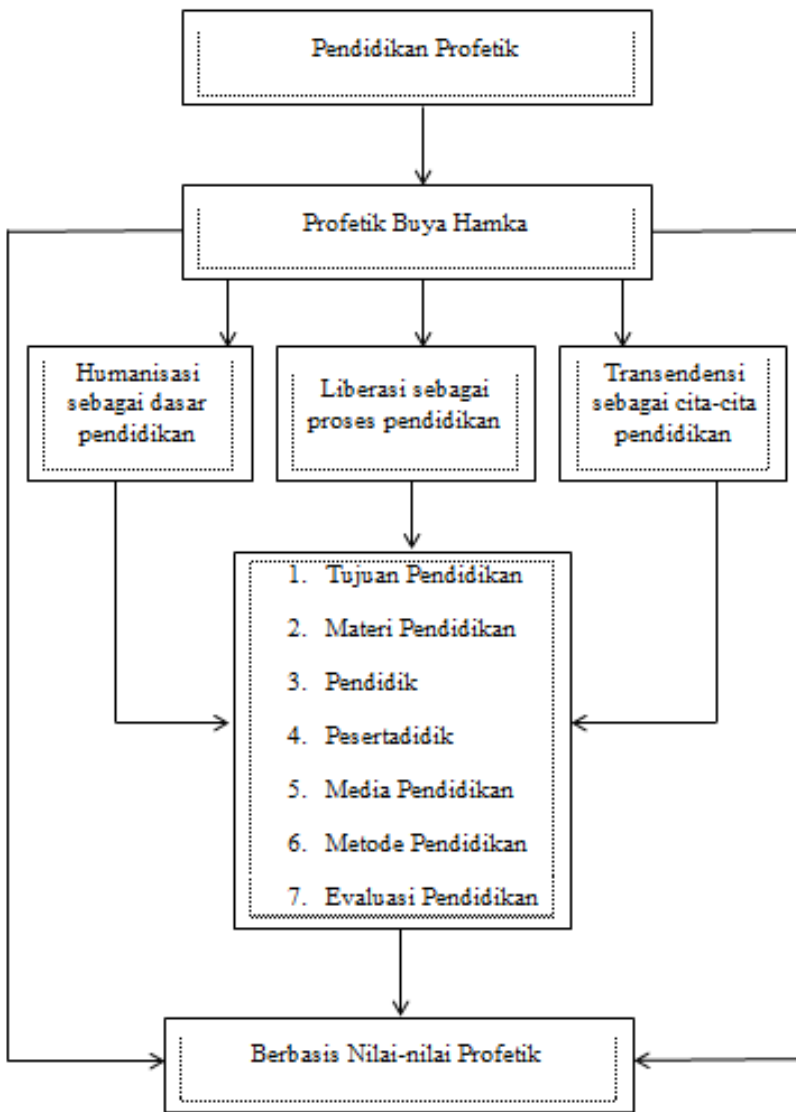 Pendidikan Profetik
Profetik Buya Hamka
Humanisasi
sebagai dasar
pendidikan
Liberasi sebagai
proses pendidikan
Transendensi
sebagai cita-cita
pendidikan
1. Tujuan Pendidikan
2. Materi Pendidikan
3. Pendidik
4. Pesertadidik
5. Media Pendidikan
6. Metode Pendidikan
7. Evaluasi Pendidikan
Berbasis Nilai-nilai Profetik